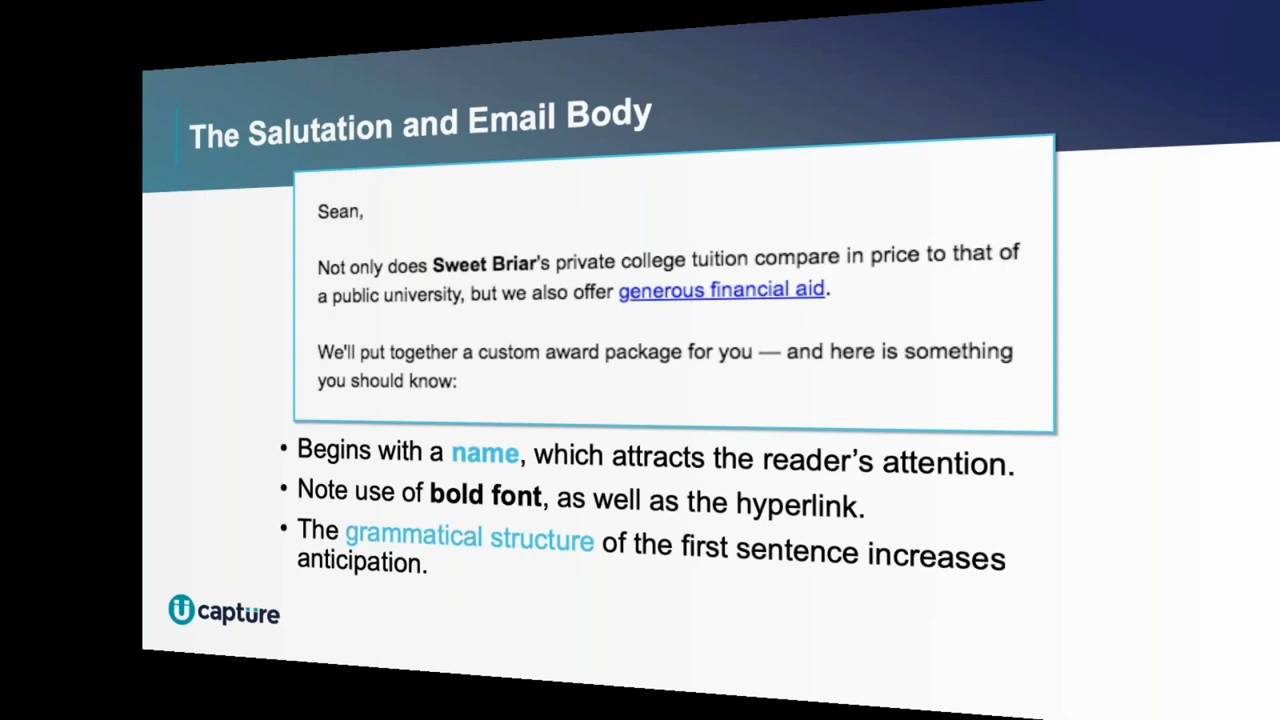 The Salutation and Email Body
Sean,
Not only does Sweet Briar's private college tuition compare in price to that of
a public university, but we also offer generous financial aid.
We'll put together a custom award package for you — and here is something
you should know:
• Begins with a name, which attracts the reader’s attention.
• Note use of bold font, as well as the hyperlink.
• The grammatical structure of the first sentence increases
anticipation.
capture